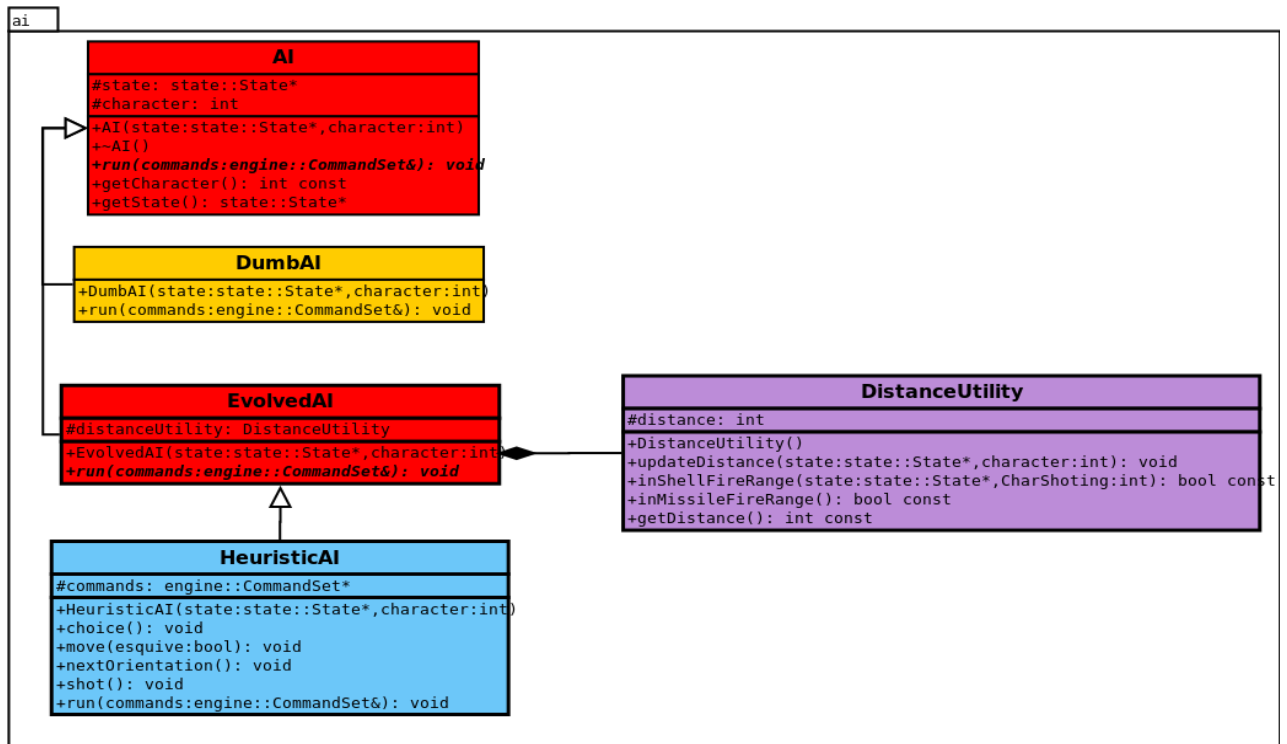 ai
AI
#state: state::State*
#character: int
+AI(state:state::State*,character:int)
+~AI()
+run(commands:engine::CommandSet&): void
+getCharacter(): int const
+getState(): state::State*
DumbAI
+DumbAI(state:state::State*,character:int)
+run(commands:engine::CommandSet&): void
EvolvedAI
#distanceUtility: DistanceUtility
+EvolvedAI(state:state::State*,character:int)
+run(commands:engine::CommandSet&): void
DistanceUtility
#distance: int
+DistanceUtility()
+updateDistance(state:state::State*,character:int): void
+inShellFireRange(state:state::State*,CharShoting:int): bool const
+inMissileFireRange(): bool const
+getDistance(): int const
HeuristicAI
#commands: engine::CommandSet*
+HeuristicAI(state:state::State*,character:int)
+choice(): void
+move(esquive:bool): void
+nextOrientation(): void
+shot(): void
+run(commands:engine::CommandSet&): void